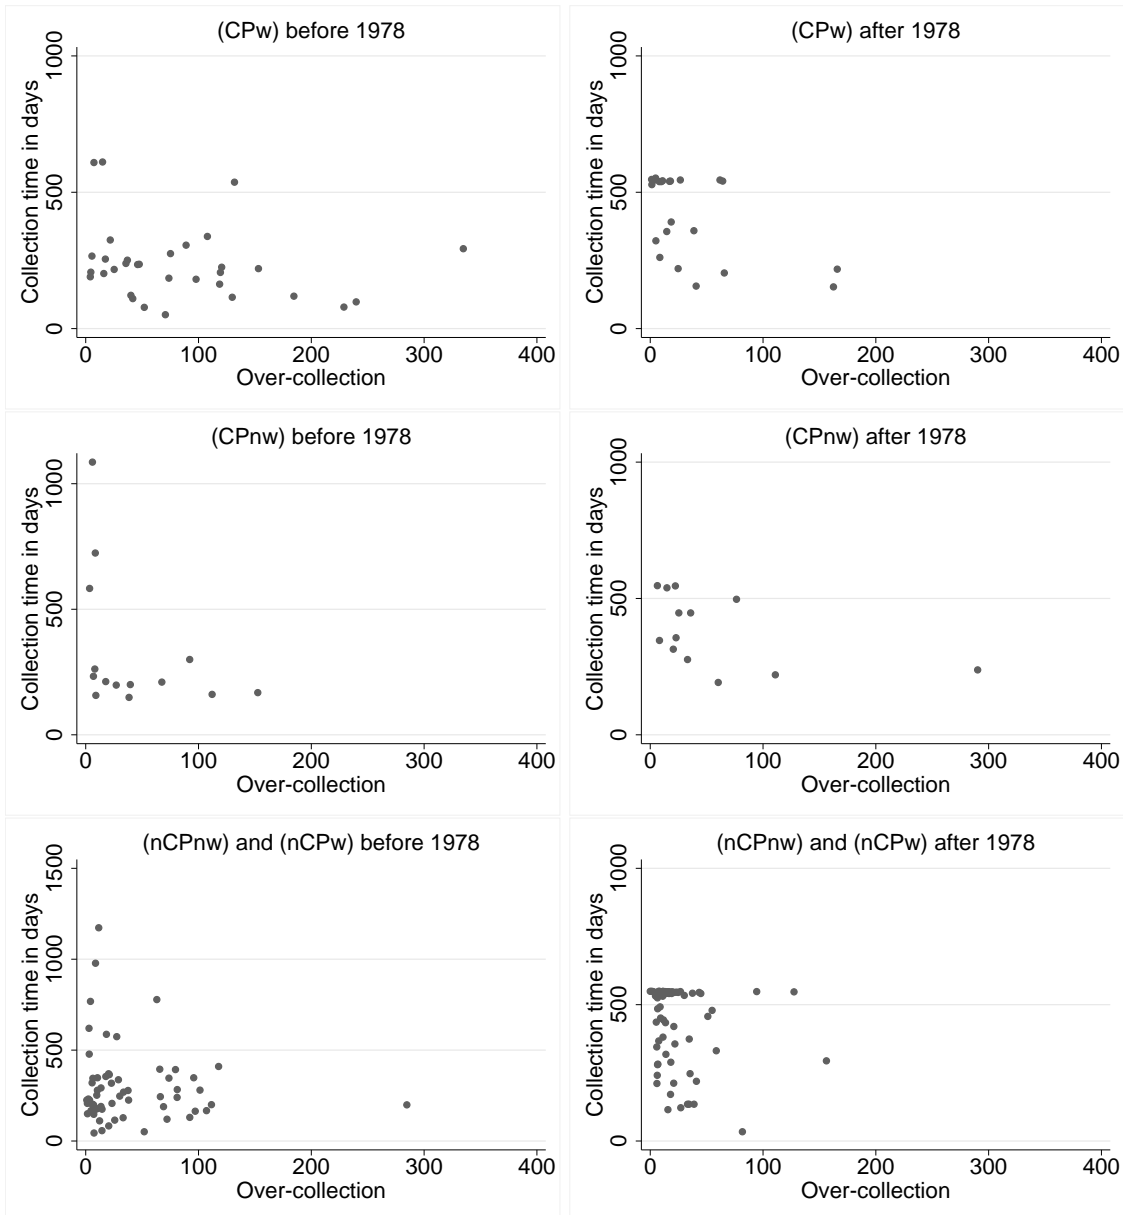 (CPw) before 1978
Collection time in days
1000
500
0
0 100 200 300 400
Over-collection
(CPw) after 1978
Collection time in days
1000
500
0
0 100 200 300 400
Over-collection
(CPnw) before 1978
Collection time in days
1000
500
0
0 100 200 300 400
Over-collection
(CPnw) after 1978
Collection time in days
1000
500
0
0 100 200 300 400
Over-collection
(nCPnw) and (nCPw) before 1978
Collection time in days
1500
1000
500
0
0 100 200 300 400
Over-collection
(nCPnw) and (nCPw) after 1978
Collection time in days
1000
500
0
0 100 200 300 400
Over-collection